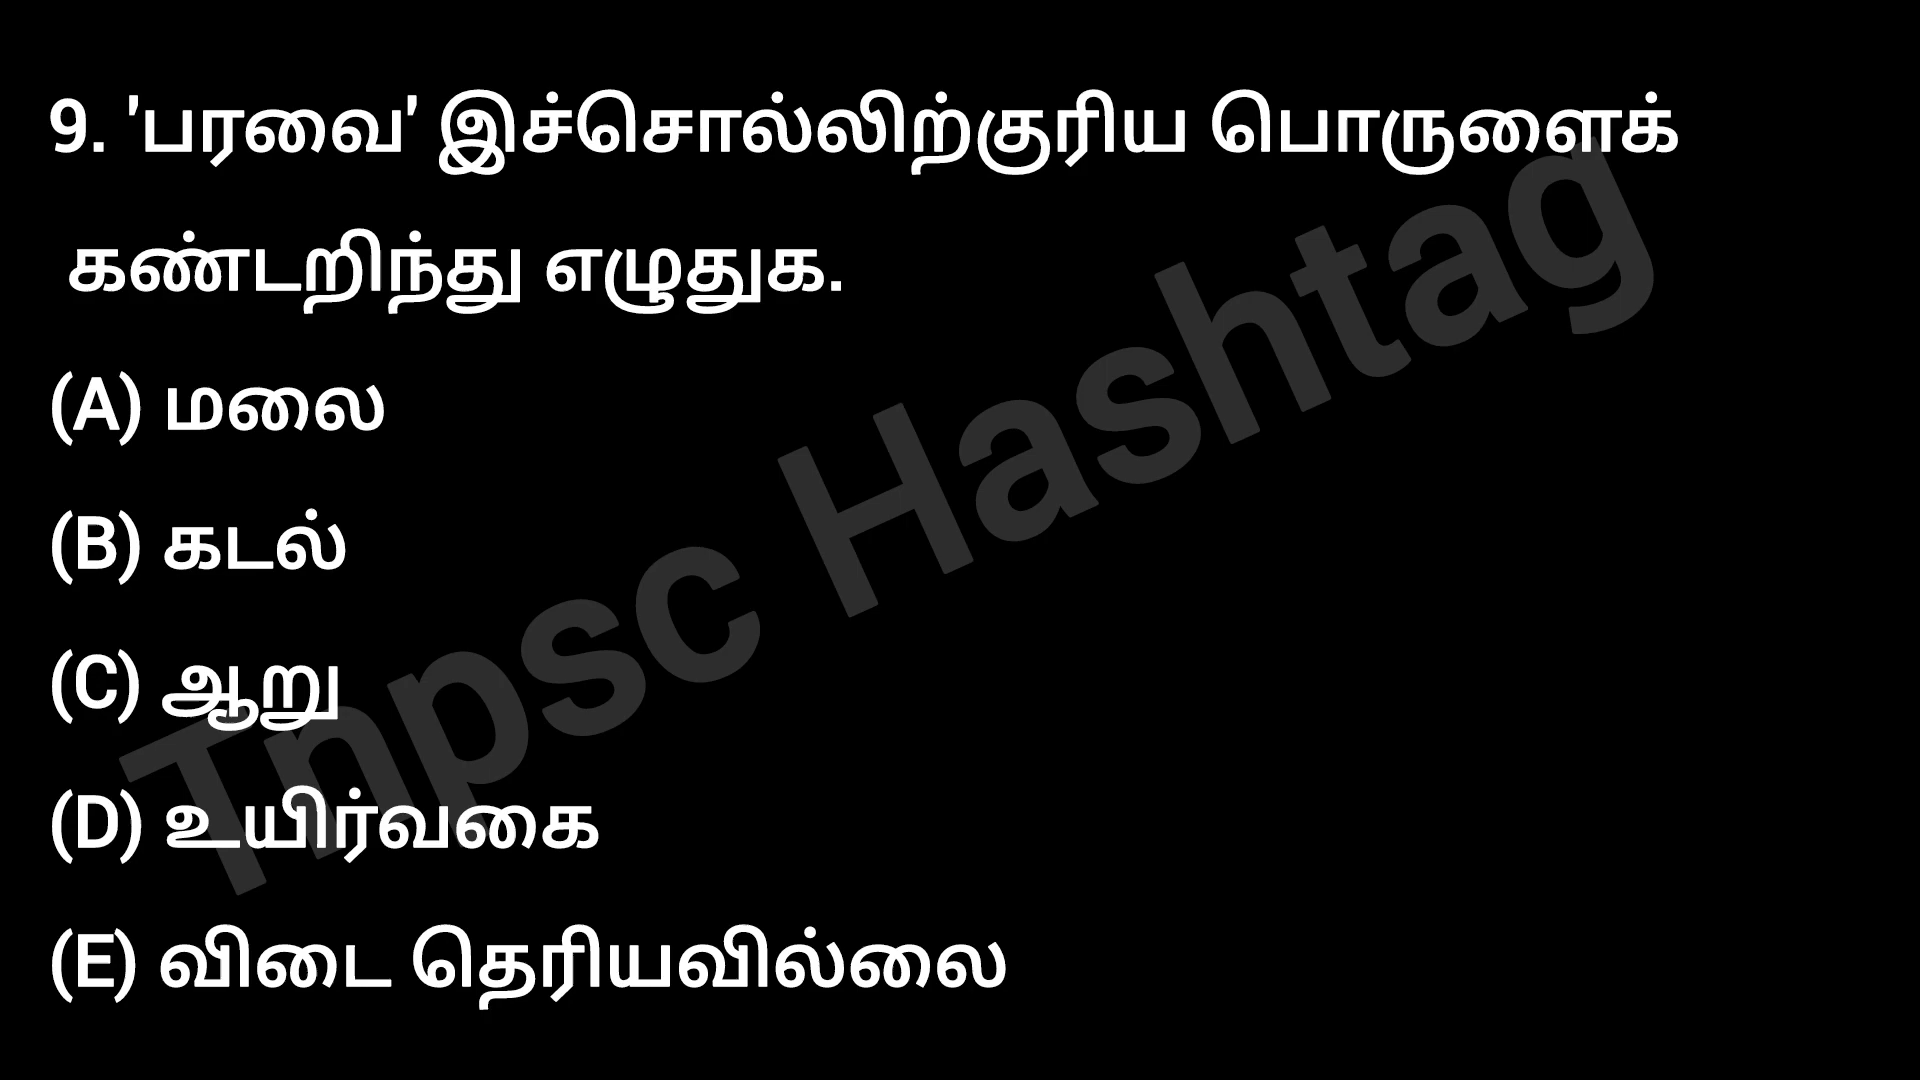 9. 'பரவை' இச்சொல்லிற்குரிய பொருளைக்
கண்டறிந்து எழுதுக.
(A) மலை
(B) கடல்
(C) ஆறு
(D) உயிர்வகை
(E) விடை தெரியவில்லை
Tnpsc Hashtag